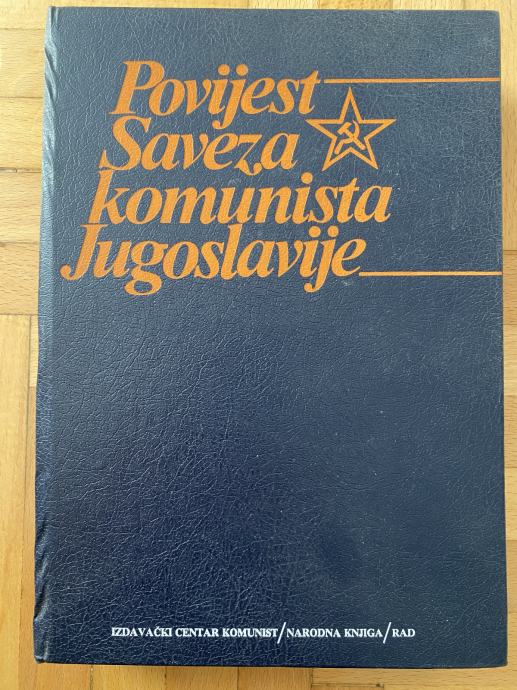 Povijest
Saveza
komunista
Jugoslavije
IZDAVAČKI CENTAR KOMUNIST/NARODNA KNJIGA/RAD